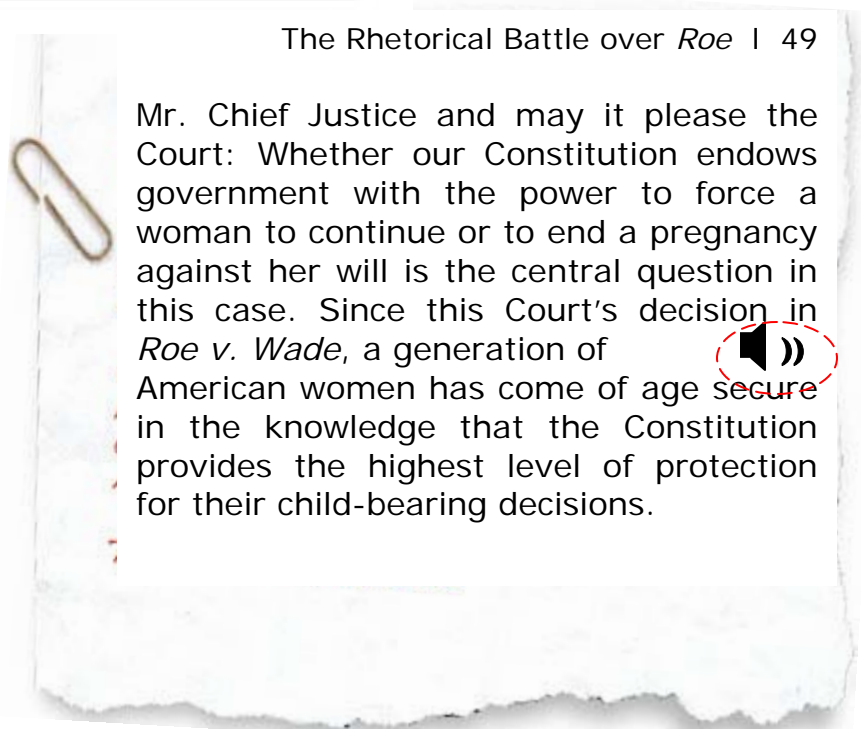 The Rhetorical Battle over Roe | 49
Mr. Chief Justice and may it please the
Court: Whether our Constitution endows
government with the power to force a
woman to continue or to end a pregnancy
against her will is the central question in
this case. Since this Court's decision in
Roe v. Wade, a generation of
American women has come of age secure
in the knowledge that the Constitution
provides the highest level of protection
for their child-bearing decisions.